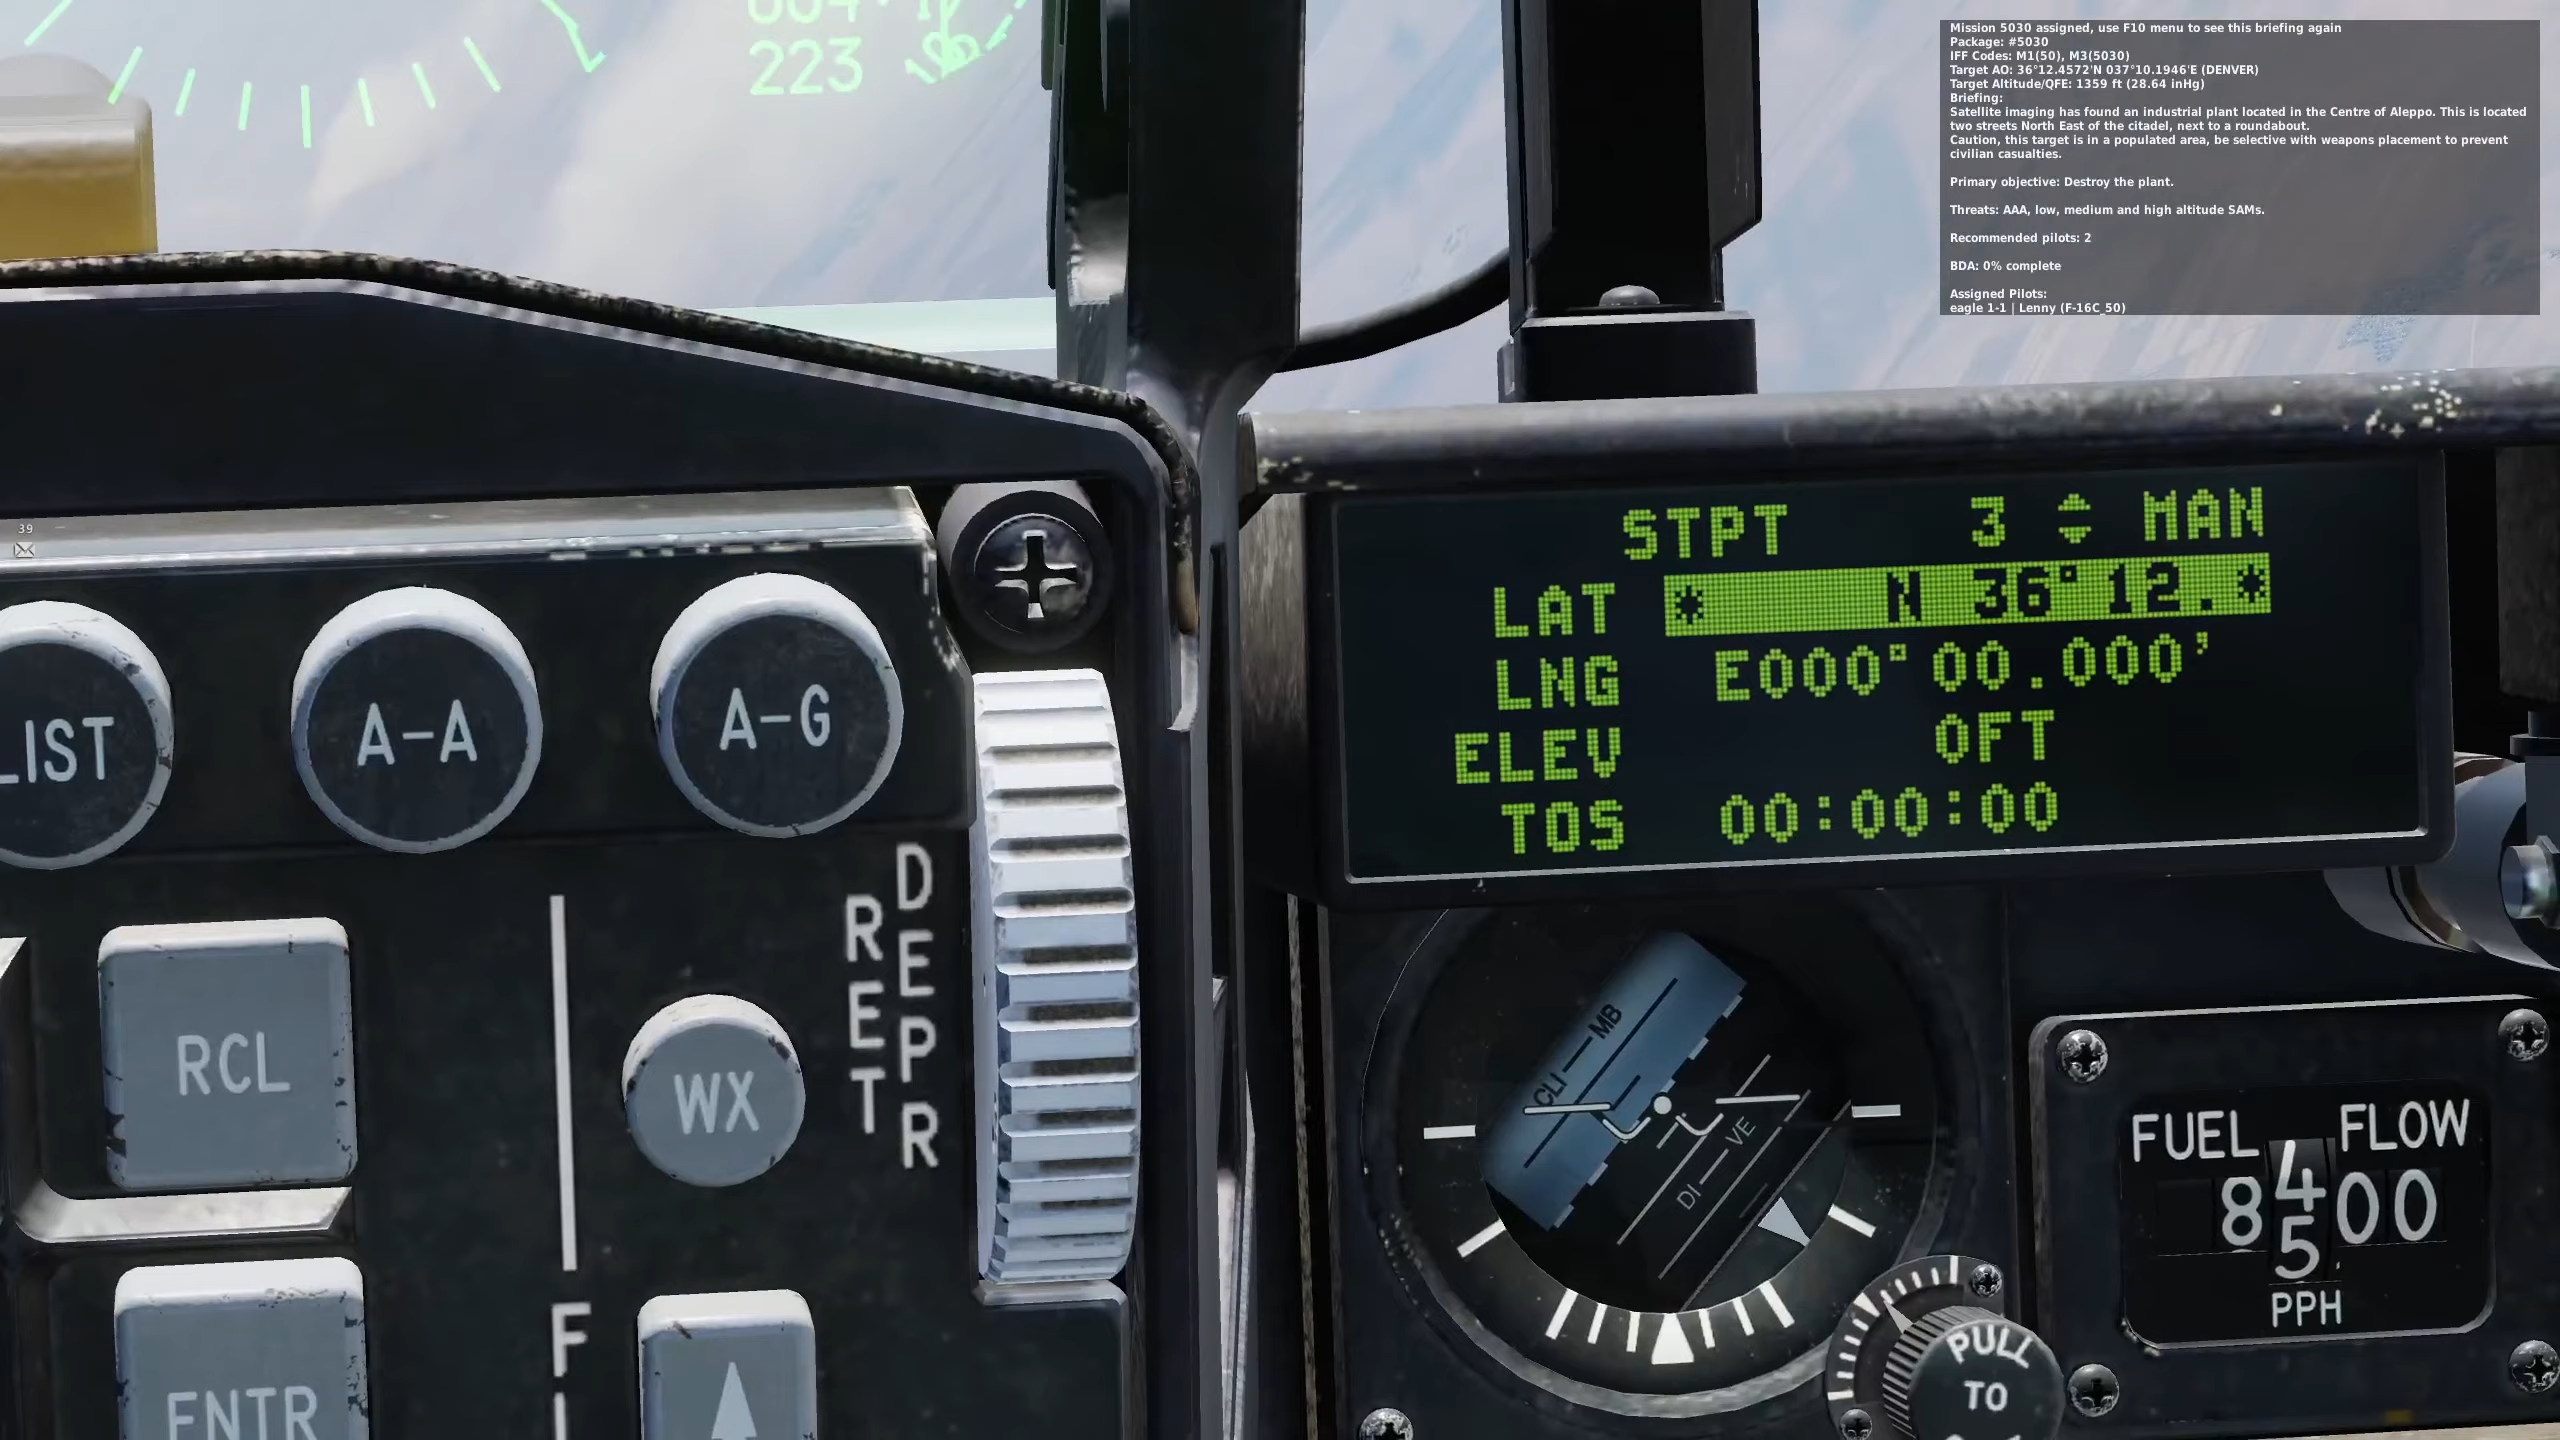 223
Mission 5030 assigned, use F10 menu to see this briefing again
Package: #5030
IFF Codes: M1(50), M3(5030)
Target AO: 36°12.4572'N 037°10.1946'E (DENVER)
Target Altitude/QFE: 1359 ft (28.64 inHg)
Briefing:
Satellite imaging has found an industrial plant located in the Centre of Aleppo. This is located
two streets North East of the citadel, next to a roundabout.
Caution, this target is in a populated area, be selective with weapons placement to prevent
civilian casualties.
Primary objective: Destroy the plant.
Threats: AAA, low, medium and high altitude SAMs.
Recommended pilots: 2
BDA: 0% complete
Assigned Pilots:
eagle 1-1 | Lenny (F-16C_50)
39
STPT 3 MAN
LAT * N 36°12. *
LNG E000°00.000'
ELEV 0FT
TOS 00:00:00
LIST
A-A
A-G
RCL
WX
RET
DEPR
ENTR
CLI MB
DI VE
FUEL FLOW
8 4 00
5
PPH
PULL
TO